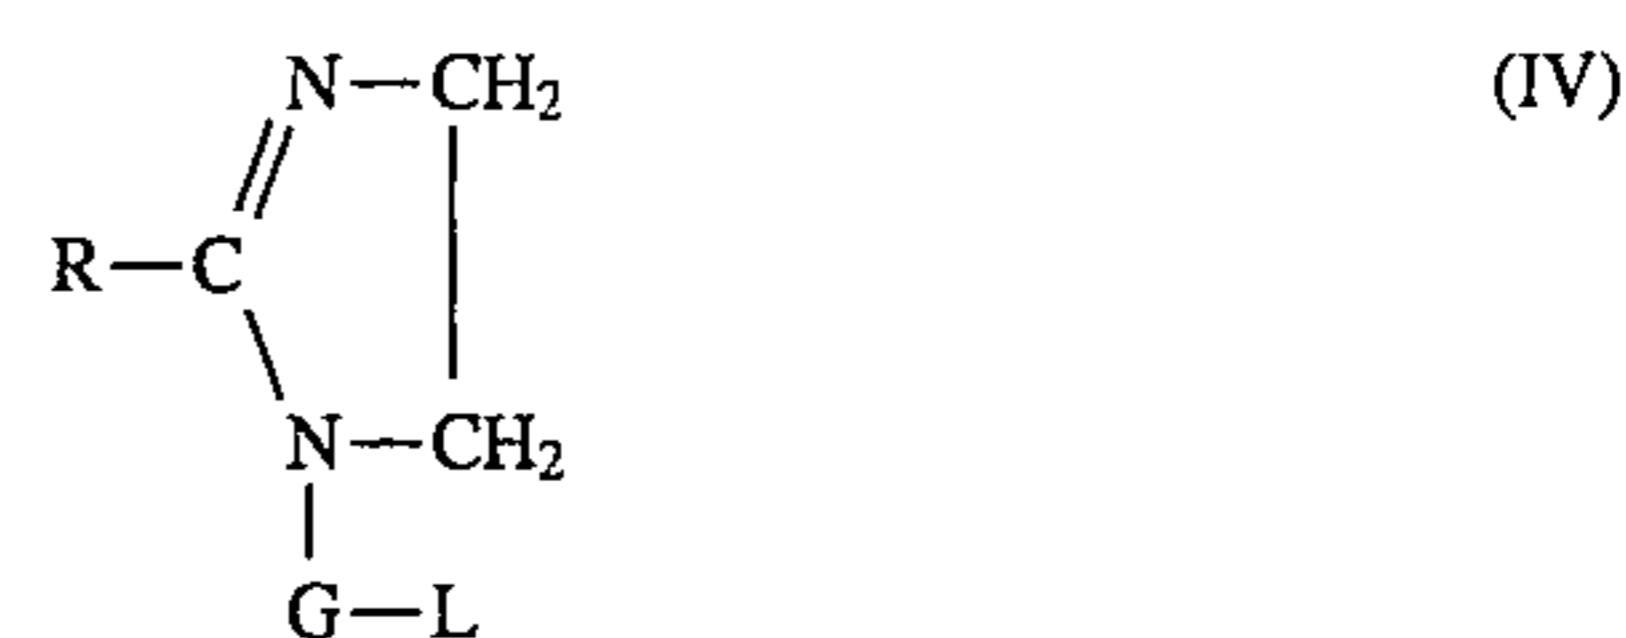 N—CH₂ (IV)
R—C
N—CH₂
G—L